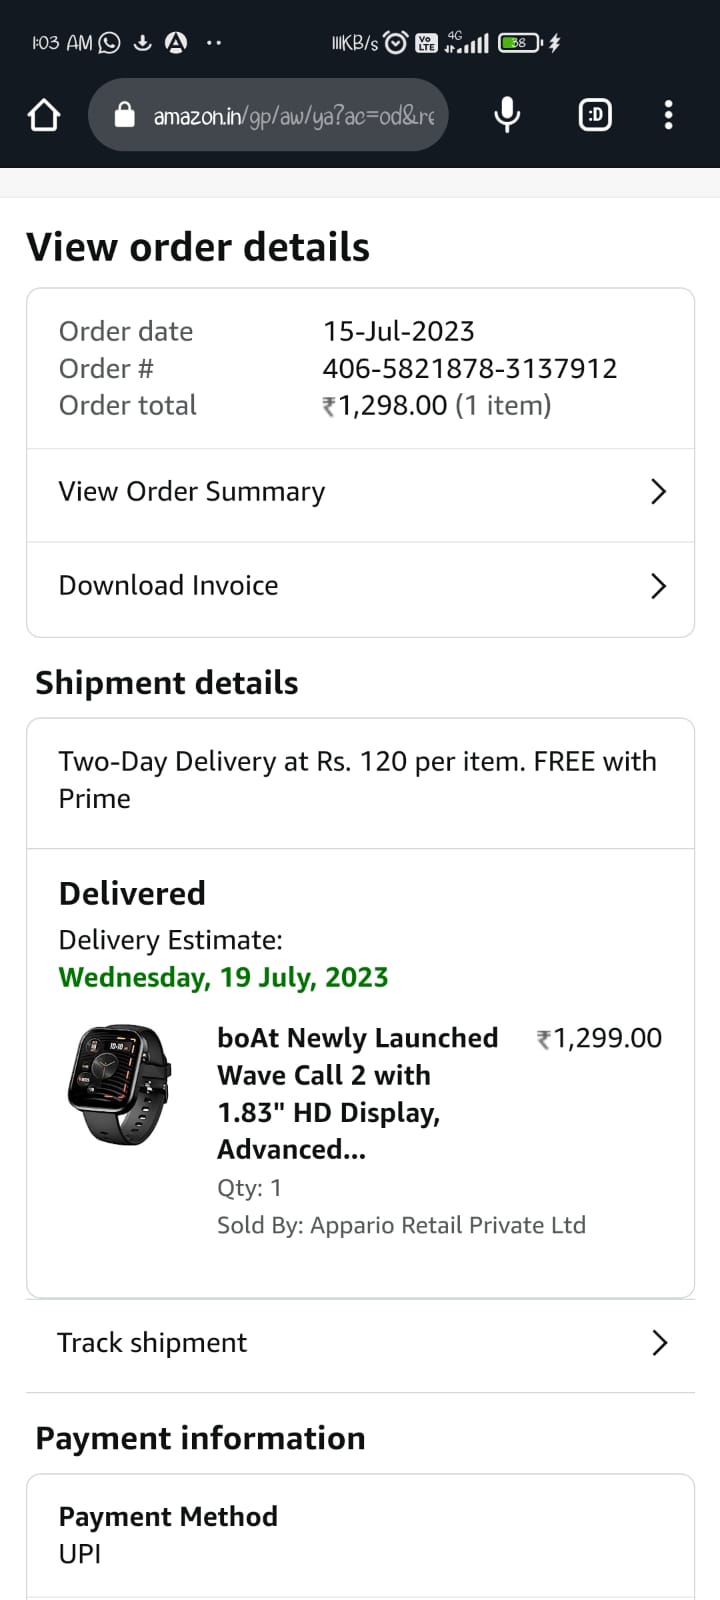 1:03 AM
111KB/s
Vo LTE
4G
38
amazon.in/gp/aw/ya?ac=od&re
:D
View order details
Order date 15-Jul-2023
Order # 406-5821878-3137912
Order total ₹1,298.00 (1 item)
View Order Summary
Download Invoice
Shipment details
Two-Day Delivery at Rs. 120 per item. FREE with
Prime
Delivered
Delivery Estimate:
Wednesday, 19 July, 2023
boAt Newly Launched ₹1,299.00
Wave Call 2 with
1.83" HD Display,
Advanced...
Qty: 1
Sold By: Appario Retail Private Ltd
Track shipment
Payment information
Payment Method
UPI